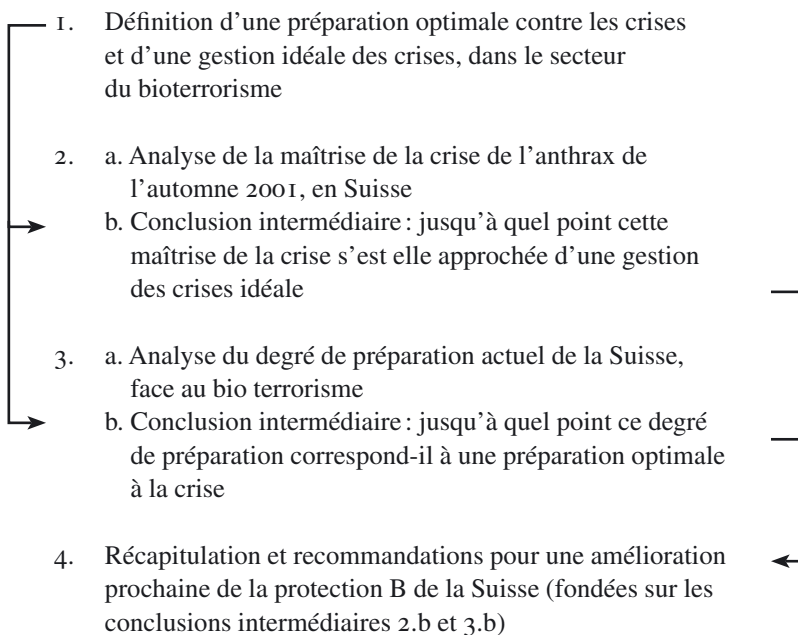 1. Définition d’une préparation optimale contre les crises
et d’une gestion idéale des crises, dans le secteur
du bioterrorisme
2. a. Analyse de la maîtrise de la crise de l’anthrax de
l’automne 2001, en Suisse
b. Conclusion intermédiaire : jusqu’à quel point cette
maîtrise de la crise s’est elle approchée d’une gestion
des crises idéale
3. a. Analyse du degré de préparation actuel de la Suisse,
face au bio terrorisme
b. Conclusion intermédiaire : jusqu’à quel point ce degré
de préparation correspond-il à une préparation optimale
à la crise
4. Récapitulation et recommandations pour une amélioration
prochaine de la protection B de la Suisse (fondées sur les
conclusions intermédiaires 2.b et 3.b)